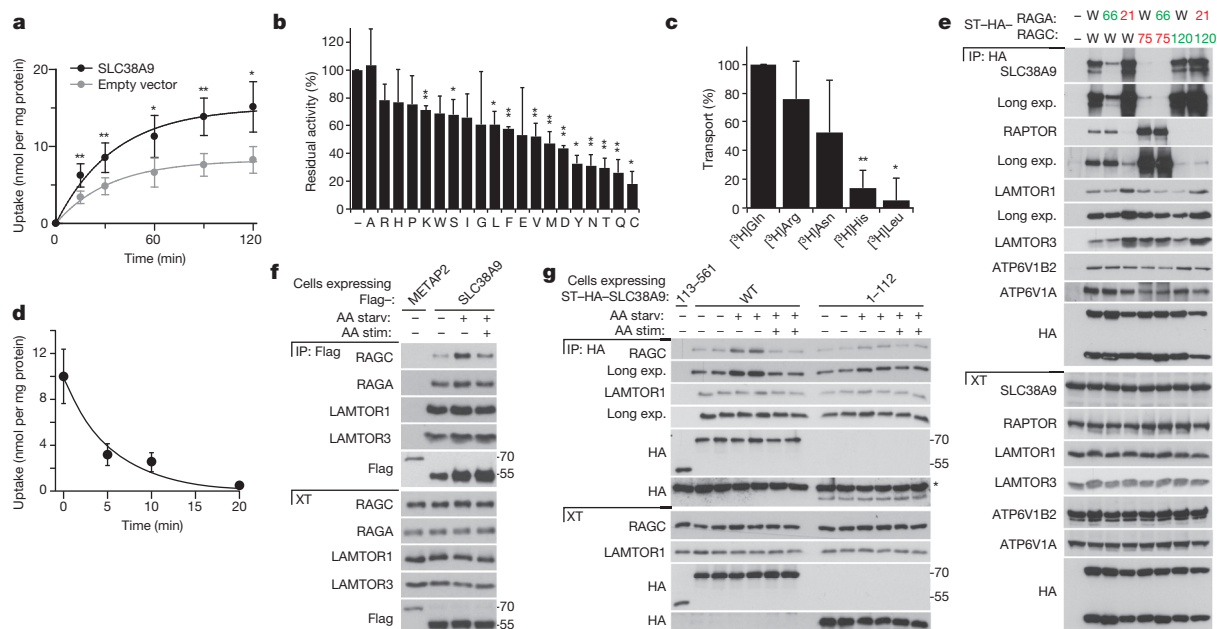 a
SLC38A9
Empty vector
Uptake (nmol per mg protein)
20
10
0
0 60 120
Time (min)
** ** * ** *
b
Residual activity (%)
120
100
80
60
40
20
0
** * * ** ** ** ** * ** ** ** *
– A R H P K W S I G L F E V M D Y N T Q C
c
Transport (%)
100
80
60
40
20
0
** *
[³H]Gln [³H]Arg [³H]Asn [³H]His [³H]Leu
d
Uptake (nmol per mg protein)
12
8
4
0
0 5 10 15 20
Time (min)
e
ST–HA– RAGA: – W 66 21 W 66 W 21
RAGC: – W W W 75 75 120 120
IP: HA
SLC38A9
Long exp.
RAPTOR
Long exp.
LAMTOR1
Long exp.
LAMTOR3
ATP6V1B2
ATP6V1A
HA
XT
SLC38A9
RAPTOR
LAMTOR1
LAMTOR3
ATP6V1B2
ATP6V1A
HA
f
Cells expressing
Flag–: METAP2 SLC38A9
AA starv: – – + +
AA stim: – – – +
IP: Flag
RAGC
RAGA
LAMTOR1
LAMTOR3
Flag
-70
-55
XT
RAGC
RAGA
LAMTOR1
LAMTOR3
Flag
-70
-55
g
Cells expressing
ST–HA–SLC38A9: 113–561 WT 1–112
AA starv: – – – + + + + – – + + + +
AA stim: – – – – – + + – – – – + +
IP: HA
RAGC
Long exp.
LAMTOR1
Long exp.
HA
-70
-55
HA
*
XT
RAGC
LAMTOR1
HA
-70
-55
HA